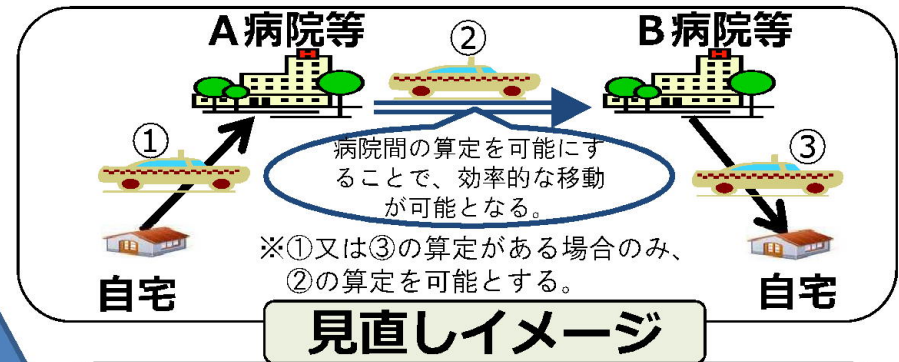 A病院等
②
B病院等
①
③
病院間の算定を可能にす
ることで、効率的な移動
が可能となる。
※①又は③の算定がある場合のみ、
②の算定を可能とする。
自宅
自宅
見直しイメージ